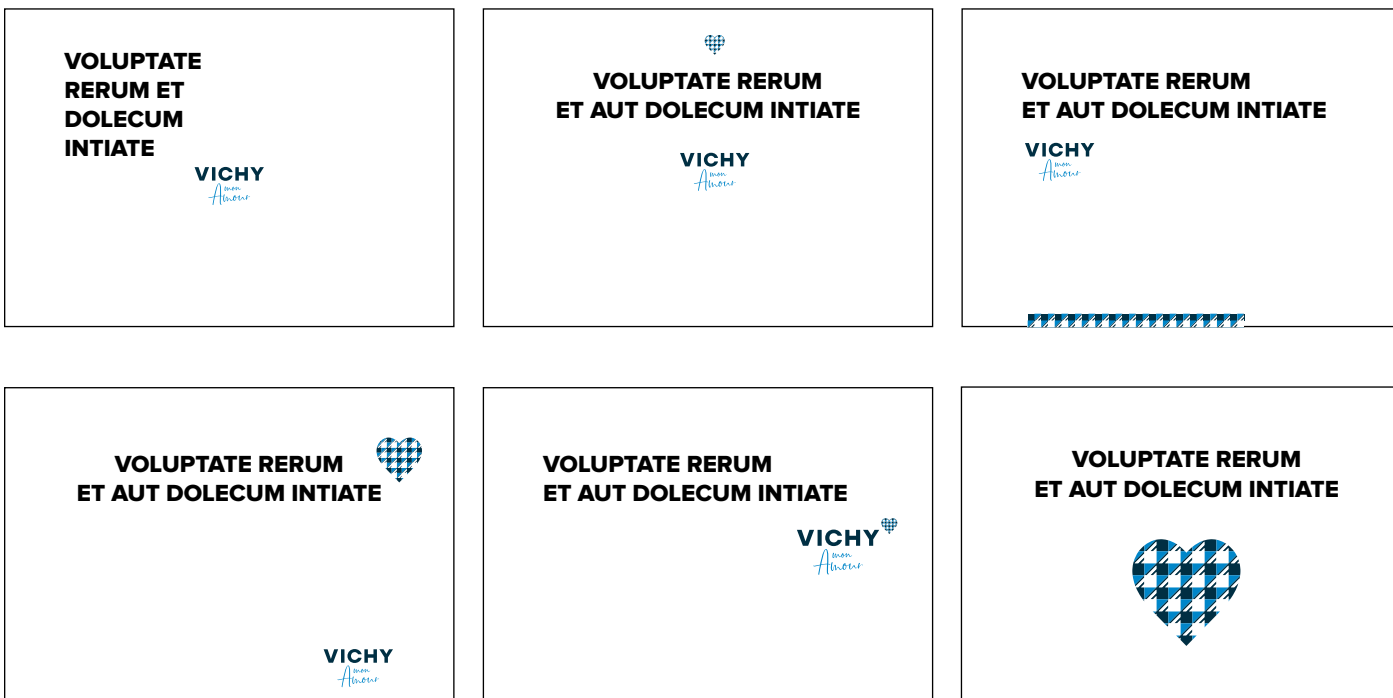 VOLUPTATE
RERUM ET
DOLECUM
INTIATE
VICHY
mon
Amour
VOLUPTATE RERUM
ET AUT DOLECUM INTIATE
VICHY
mon
Amour
VOLUPTATE RERUM
ET AUT DOLECUM INTIATE
VICHY
mon
Amour
VOLUPTATE RERUM
ET AUT DOLECUM INTIATE
VICHY
mon
Amour
VOLUPTATE RERUM
ET AUT DOLECUM INTIATE
VICHY
mon
Amour
VOLUPTATE RERUM
ET AUT DOLECUM INTIATE